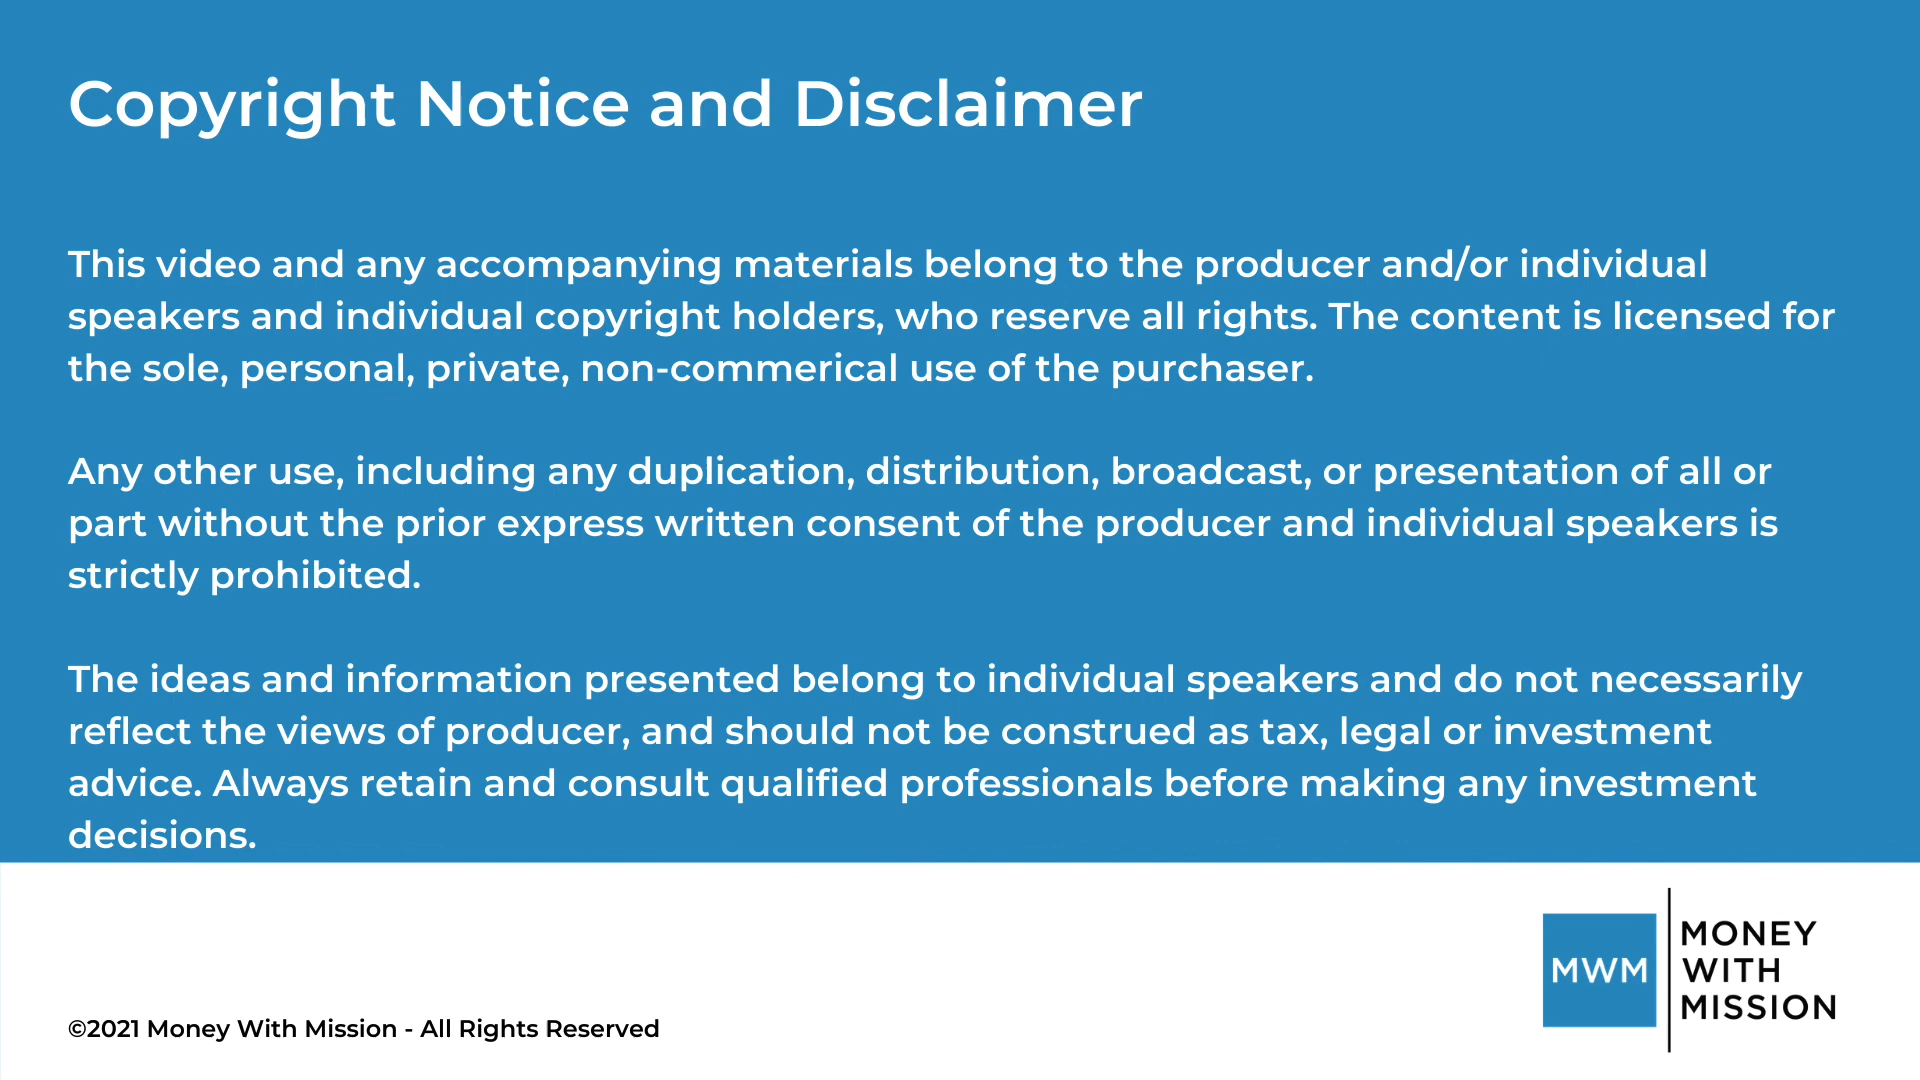 Copyright Notice and Disclaimer
This video and any accompanying materials belong to the producer and/or individual
speakers and individual copyright holders, who reserve all rights. The content is licensed for
the sole, personal, private, non-commerical use of the purchaser.
Any other use, including any duplication, distribution, broadcast, or presentation of all or
part without the prior express written consent of the producer and individual speakers is
strictly prohibited.
The ideas and information presented belong to individual speakers and do not necessarily
reflect the views of producer, and should not be construed as tax, legal or investment
advice. Always retain and consult qualified professionals before making any investment
decisions.
©2021 Money With Mission - All Rights Reserved
MWM
MONEY
WITH
MISSION